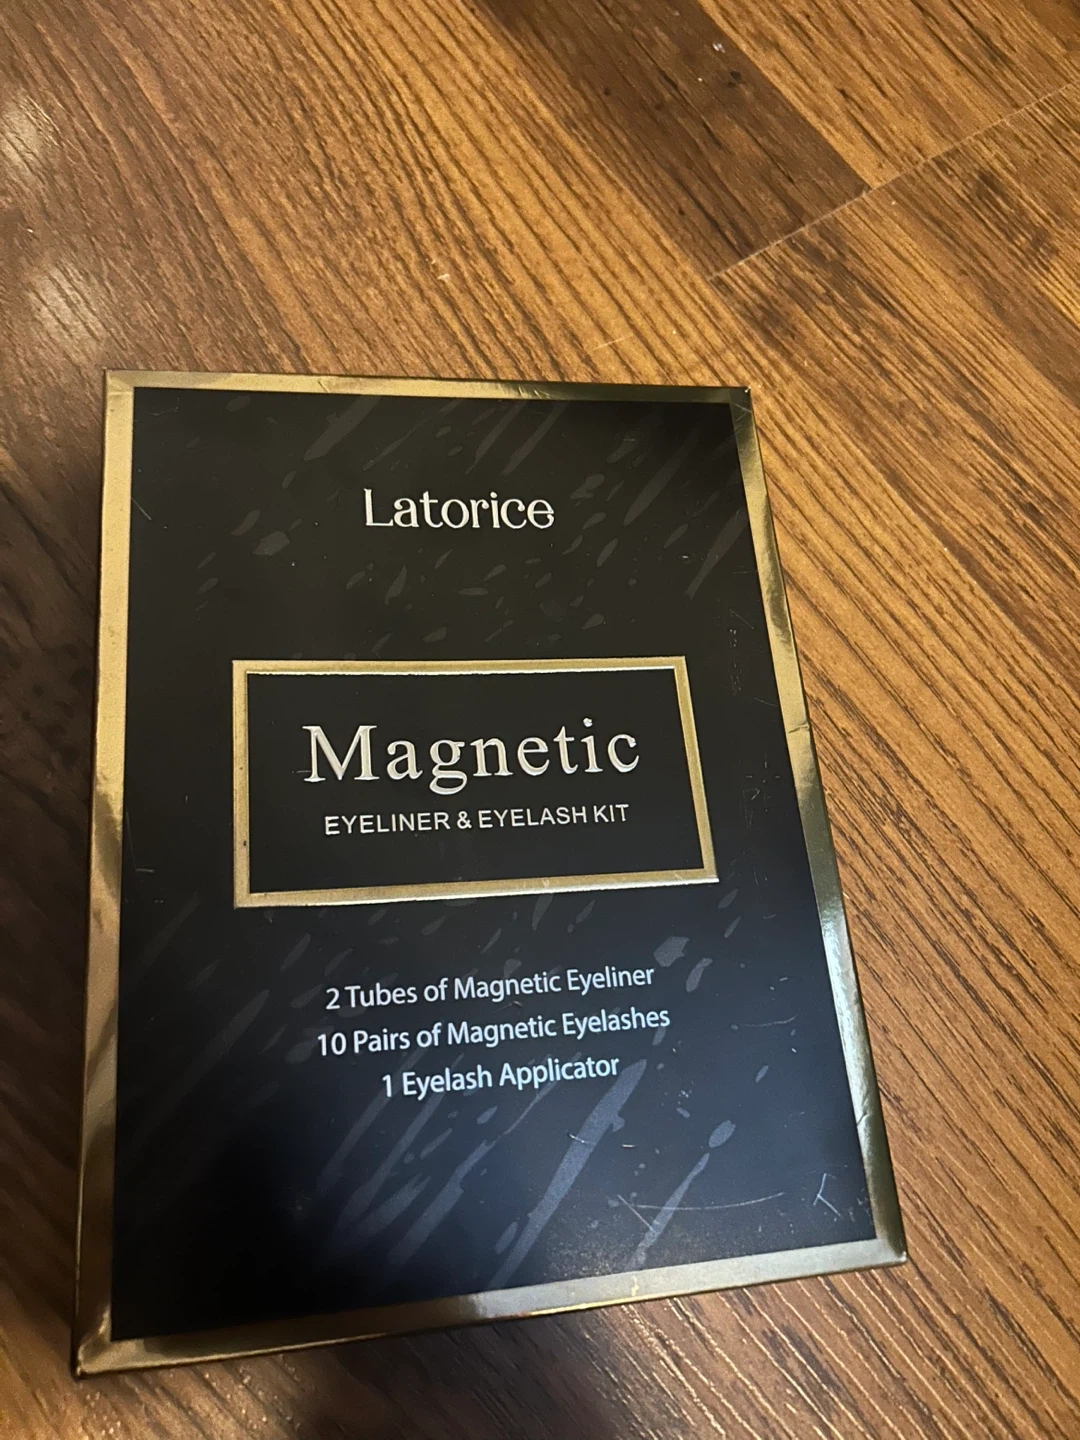 Latorice
Magnetic
EYELINER & EYELASH KIT
2 Tubes of Magnetic Eyeliner
10 Pairs of Magnetic Eyelashes
1 Eyelash Applicator